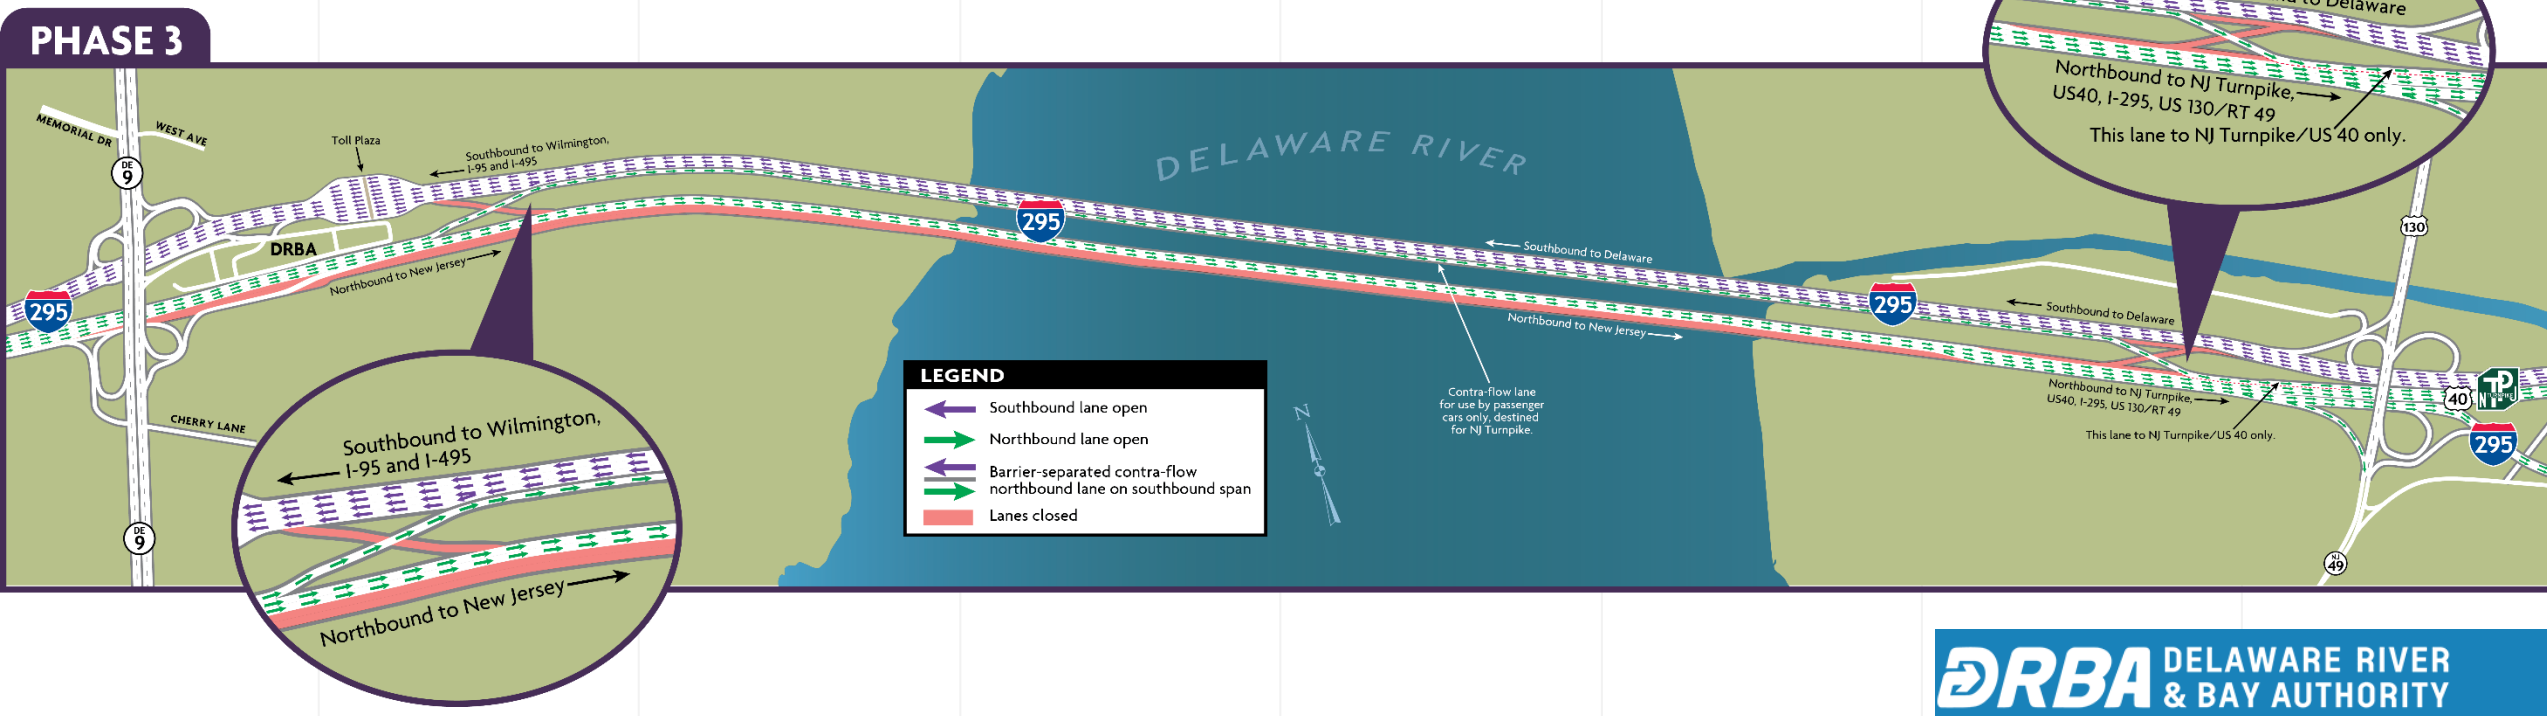 PHASE 3
MEMORIAL DR
WEST AVE
DE
9
Toll Plaza
Southbound to Wilmington,
I-95 and I-495
DRBA
Northbound to New Jersey
295
CHERRY LANE
DE
9
Southbound to Wilmington,
I-95 and I-495
Northbound to New Jersey
DELAWARE RIVER
295
Southbound to Delaware
Northbound to New Jersey
Contra-flow lane
for use by passenger
cars only, destined
for NJ Turnpike.
N
LEGEND
Southbound lane open
Northbound lane open
Barrier-separated contra-flow
northbound lane on southbound span
Lanes closed
to Delaware
Northbound to NJ Turnpike,
US40, I-295, US 130/RT 49
This lane to NJ Turnpike/US 40 only.
130
295
Southbound to Delaware
Northbound to NJ Turnpike,
US40, I-295, US 130/RT 49
This lane to NJ Turnpike/US 40 only.
40
TP
N TURNPIKE
295
NJ
49
DRBA
DELAWARE RIVER
& BAY AUTHORITY